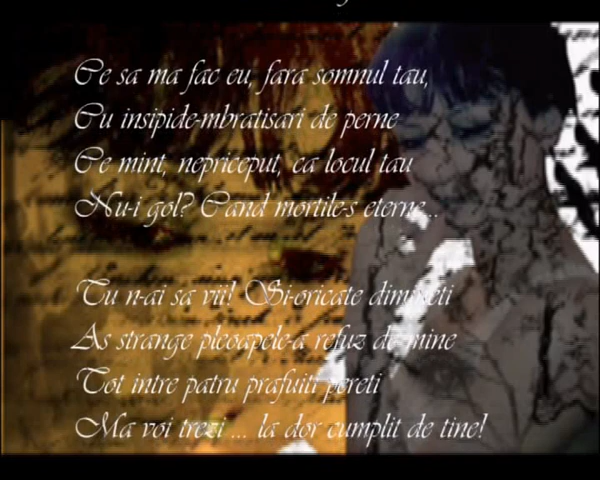 Ce sa ma fac eu, fara somnul tau,
Cu insipide-mbratisari de perne
Ce mint, nepriceput, ca locul tau
Nu-i gol? Cand mortile-s eterne...
Tu n-ai sa vii! Si-oricate dimineti
As strange pleoapele-a refuz de mine
Tot intre patru prafuiti pereti
Ma voi trezi ... la dor cumplit de tine!